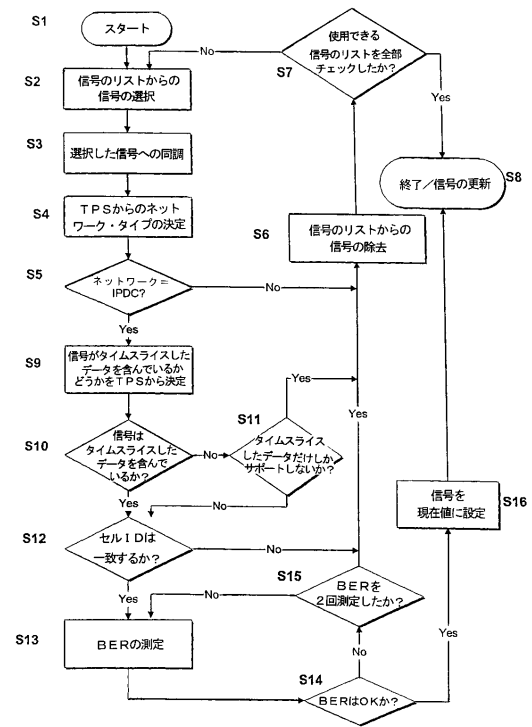 S1
スタート
S2
信号のリストからの
信号の選択
S3
選択した信号への同調
S4
ＴＰＳからのネット
ワーク・タイプの決定
S5
ネットワーク＝
IPDC?
No
Yes
S6
信号のリストからの
信号の除去
S7
使用できる
信号のリストを全部
チェックしたか？
No
Yes
S8
終了／信号の更新
S9
信号がタイムスライスした
データを含んでいるか
どうかをＴＰＳから決定
S10
信号は
タイムスライスした
データを含んで
いるか？
No
Yes
S11
タイムスライス
したデータだけしか
サポートしないか？
Yes
No
Yes
S12
セルＩＤは
一致するか？
No
Yes
S13
ＢＥＲの測定
S14
ＢＥＲはOKか？
No
Yes
S15
ＢＥＲを
２回測定したか？
No
S16
信号を
現在値に設定